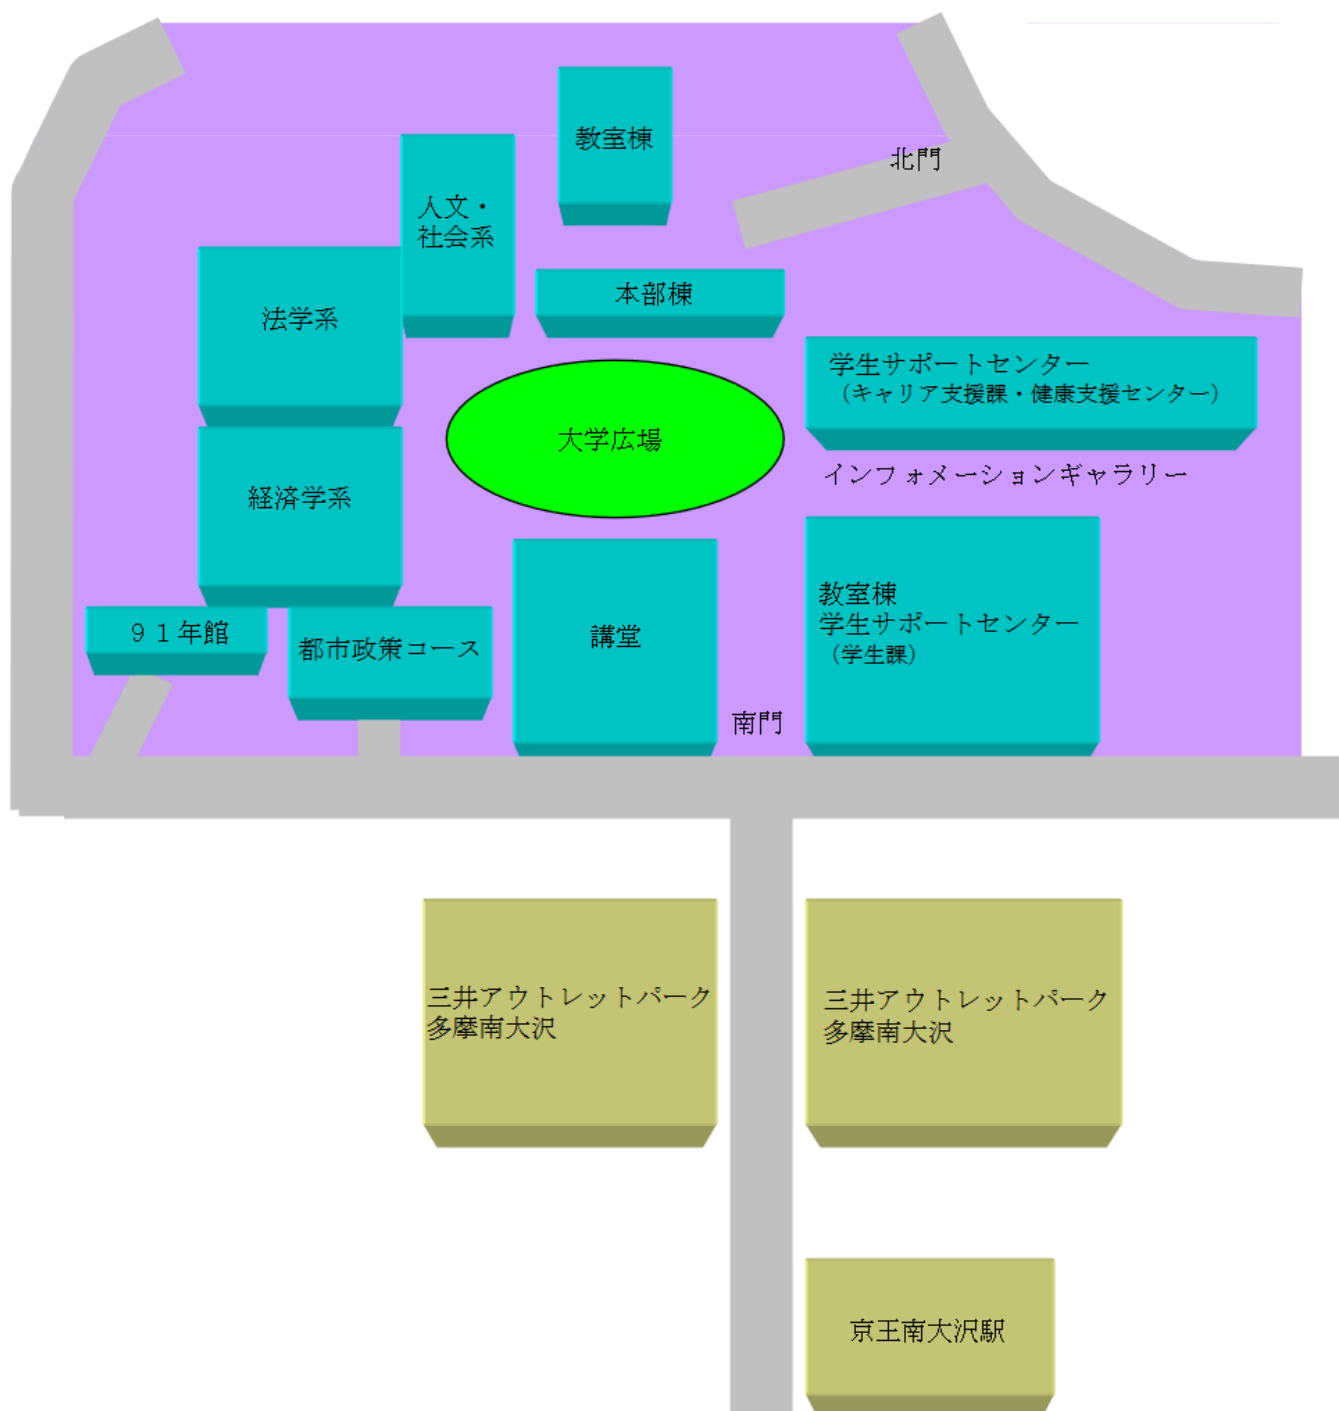 教室棟
北門
人文・
社会系
本部棟
法学系
学生サポートセンター
（キャリア支援課・健康支援センター）
大学広場
インフォメーションギャラリー
経済学系
教室棟
学生サポートセンター
（学生課）
９１年館
都市政策コース
講堂
南門
三井アウトレットパーク
多摩南大沢
三井アウトレットパーク
多摩南大沢
京王南大沢駅